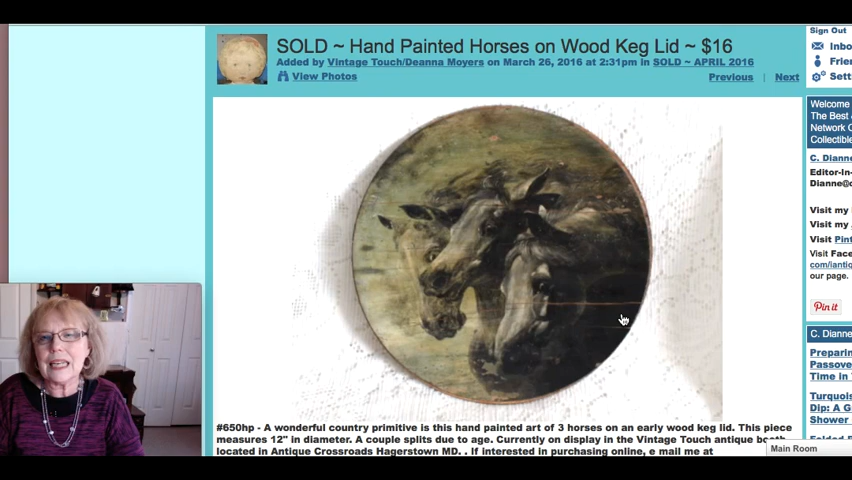 SOLD ~ Hand Painted Horses on Wood Keg Lid ~ $16
Added by Vintage Touch/Deanna Moyers on March 26, 2016 at 2:31pm in SOLD ~ APRIL 2016
View Photos
Previous | Next
#650hp - A wonderful country primitive is this hand painted art of 3 horses on an early wood keg lid. This piece
measures 12" in diameter. A couple splits due to age. Currently on display in the Vintage Touch antique booth
located in Antique Crossroads Hagerstown MD. . If interested in purchasing online, e mail me at
Sign Out
Inbo
Frien
Sett
Welcome
The Best
Network C
Collectible
C. Dianne
Editor-In-
Dianne@c
Visit my
Visit my
Visit Pint
Visit Face
com/iantiq
our page.
Pin it
C. Dianne
Preparin
Passove
Time in
Turquois
Dip: A G
Shower
Main Room